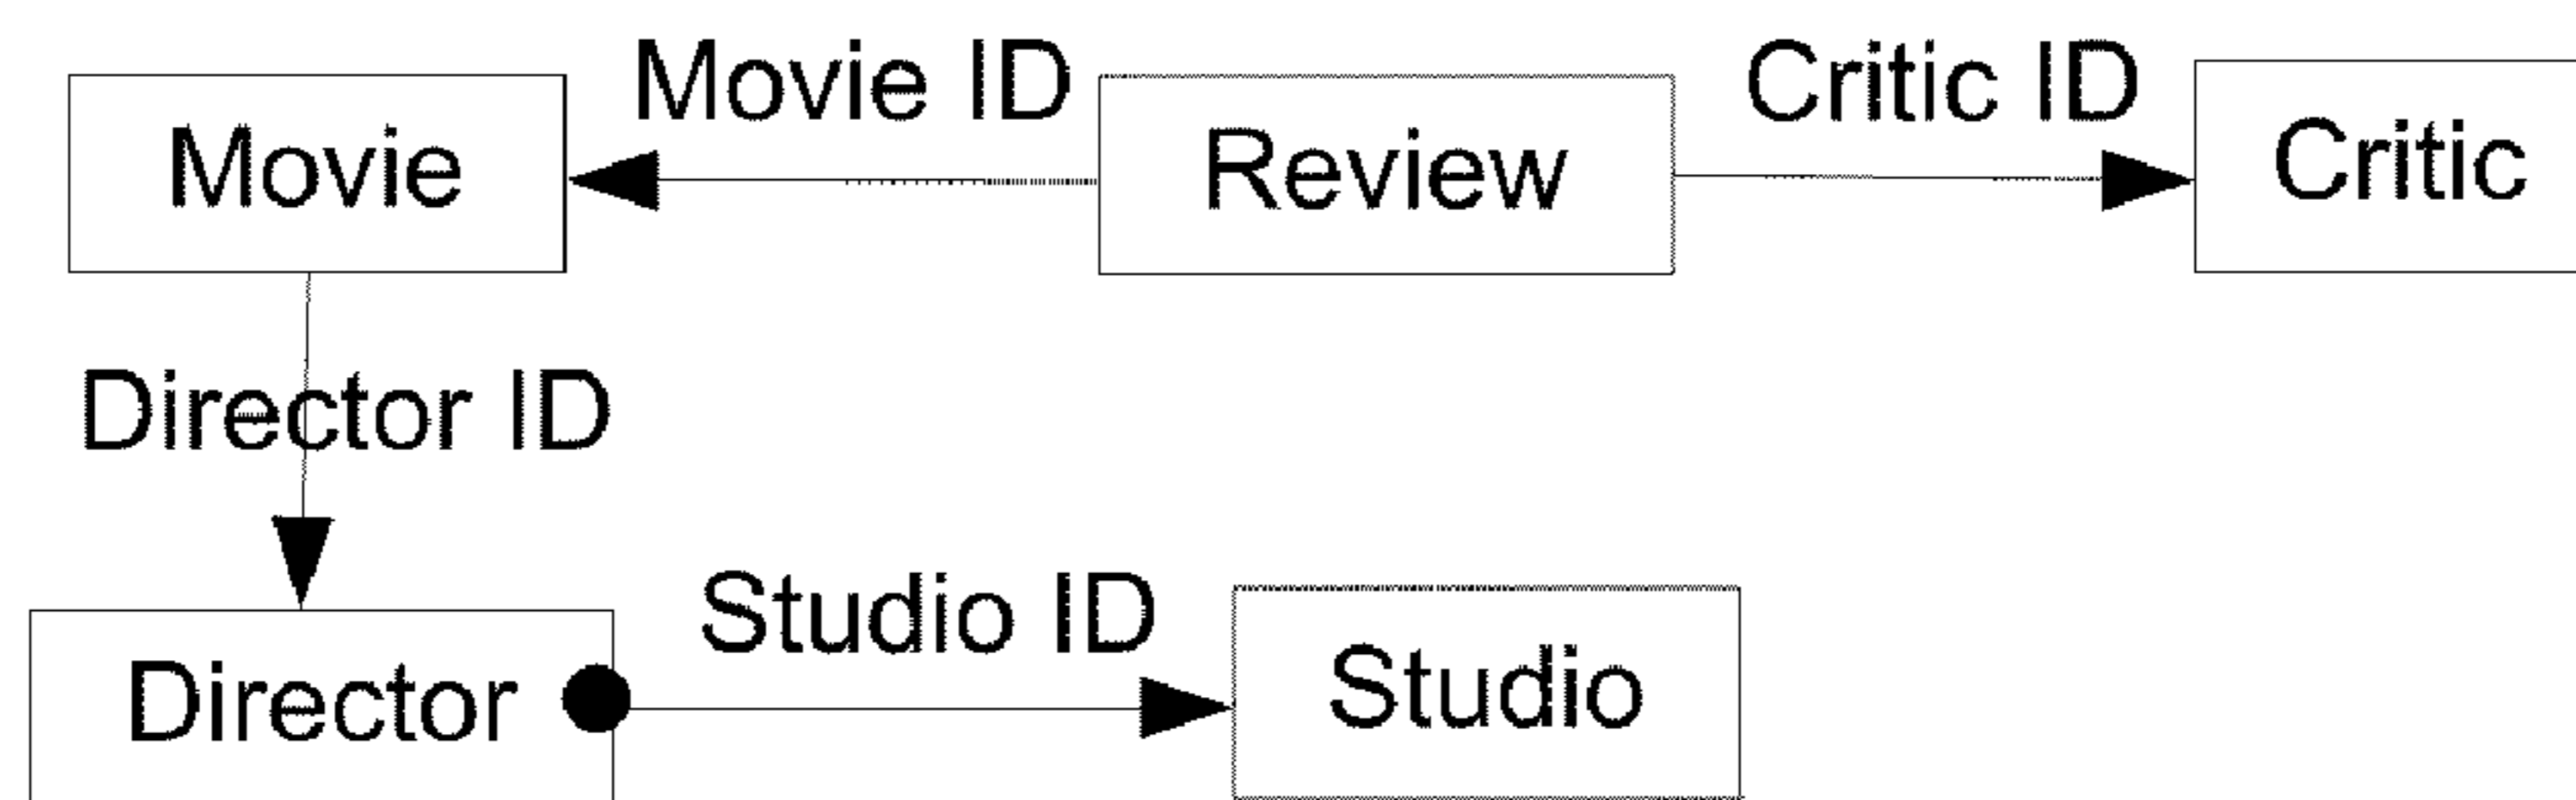 Movie ID
Critic ID
Movie
Review
Critic
Director ID
Studio ID
Director
Studio